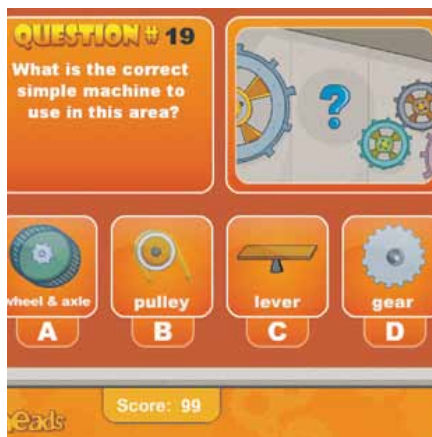 QUESTION # 19
What is the correct
simple machine to
use in this area?
?
wheel & axle
pulley
lever
gear
A
B
C
D
Score: 99